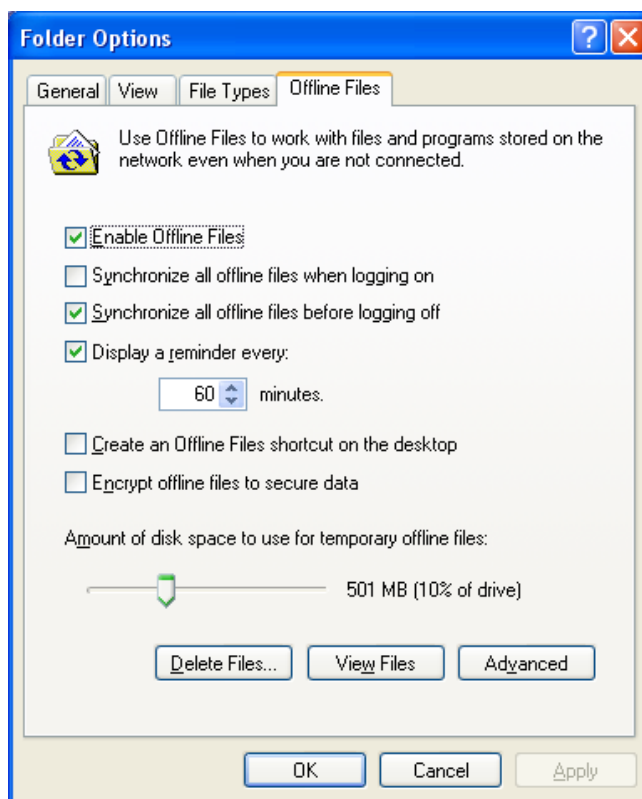 Folder Options
General View File Types Offline Files
Use Offline Files to work with files and programs stored on the
network even when you are not connected.
Enable Offline Files
Synchronize all offline files when logging on
Synchronize all offline files before logging off
Display a reminder every:
60 minutes.
Create an Offline Files shortcut on the desktop
Encrypt offline files to secure data
Amount of disk space to use for temporary offline files:
501 MB (10% of drive)
Delete Files... View Files Advanced
OK Cancel Apply